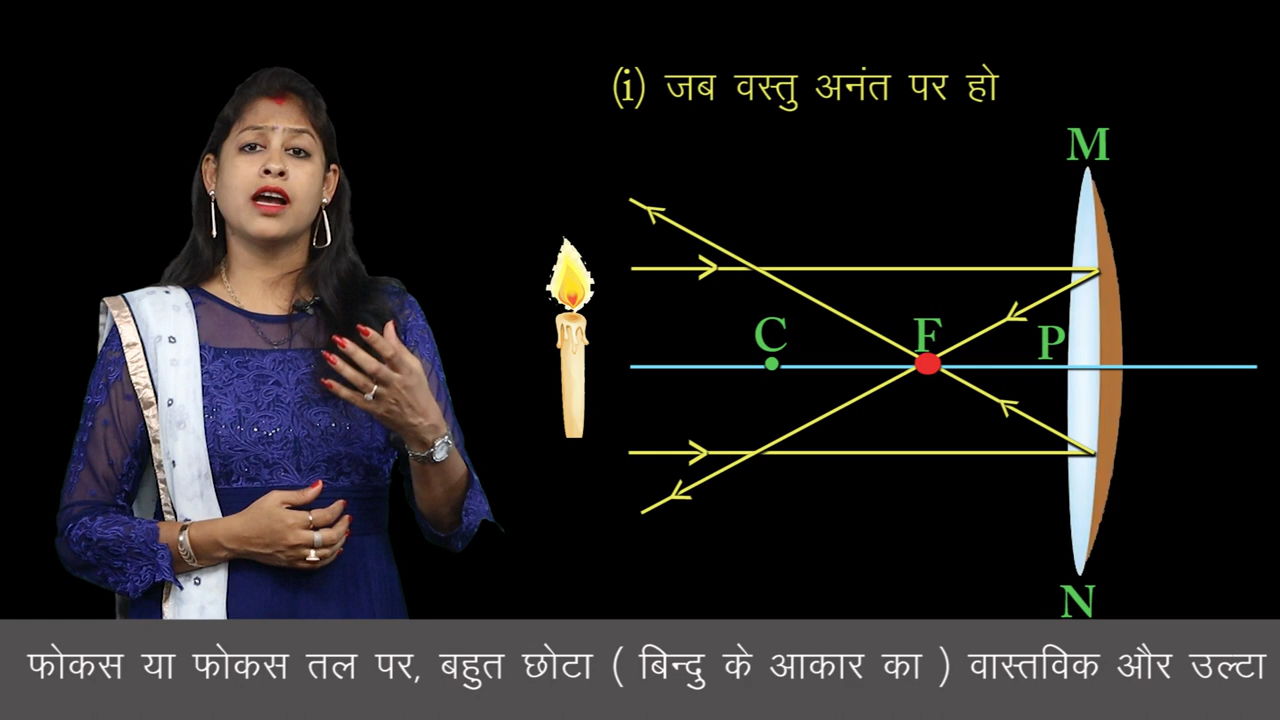 (i) जब वस्तु अनंत पर हो
M
C
F
P
N
फोकस या फोकस तल पर, बहुत छोटा ( बिन्दु के आकार का ) वास्तविक और उल्टा